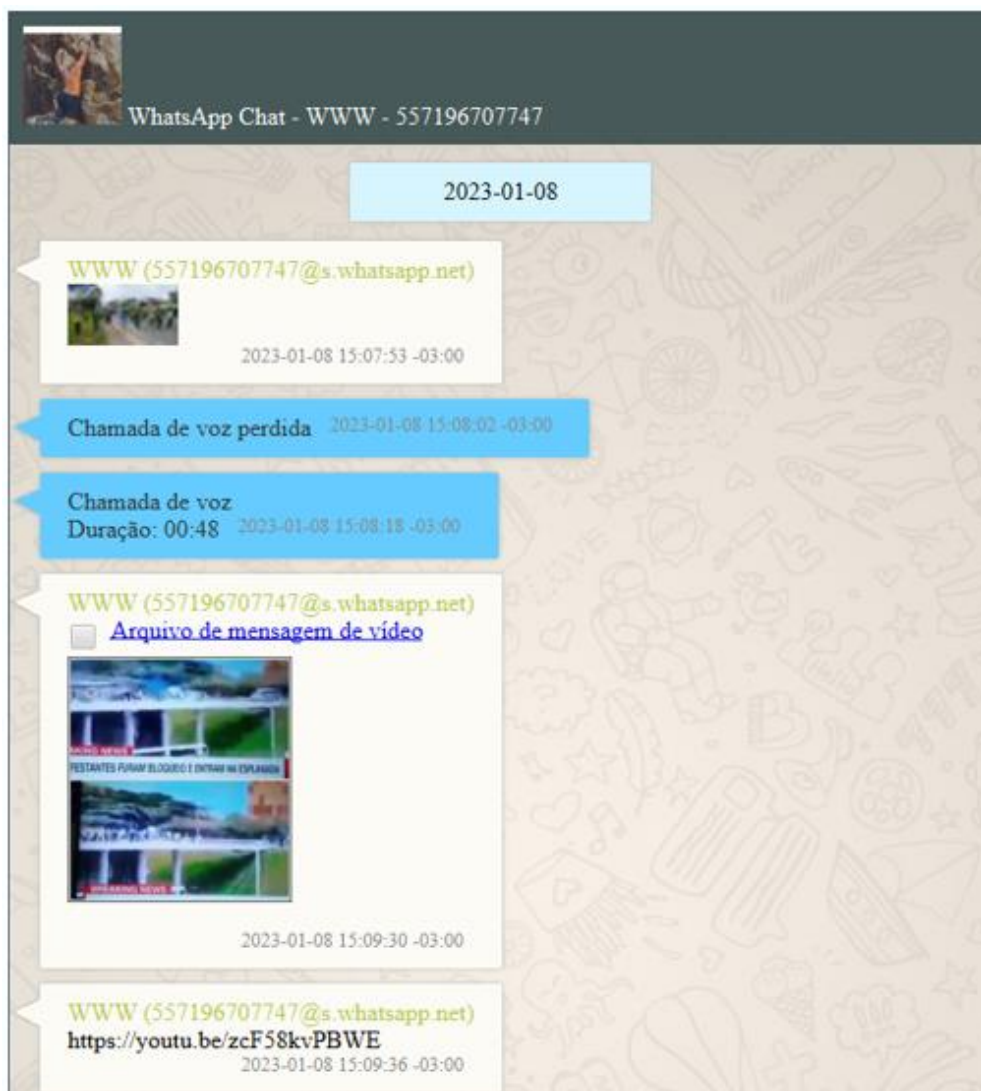 WhatsApp Chat - WWW - 557196707747
2023-01-08
WWW (557196707747@s.whatsapp.net)
2023-01-08 15:07:53 -03:00
Chamada de voz perdida 2023-01-08 15:08:02 -03:00
Chamada de voz
Duração: 00:48 2023-01-08 15:08:18 -03:00
WWW (557196707747@s.whatsapp.net)
Arquivo de mensagem de vídeo
AKING NEWS
FESTANTES FURAM BLOQUEIO E ENTRAM NA ESPLANADA
BREAKING NEWS
2023-01-08 15:09:30 -03:00
WWW (557196707747@s.whatsapp.net)
https://youtu.be/zcF58kvPBWE
2023-01-08 15:09:36 -03:00